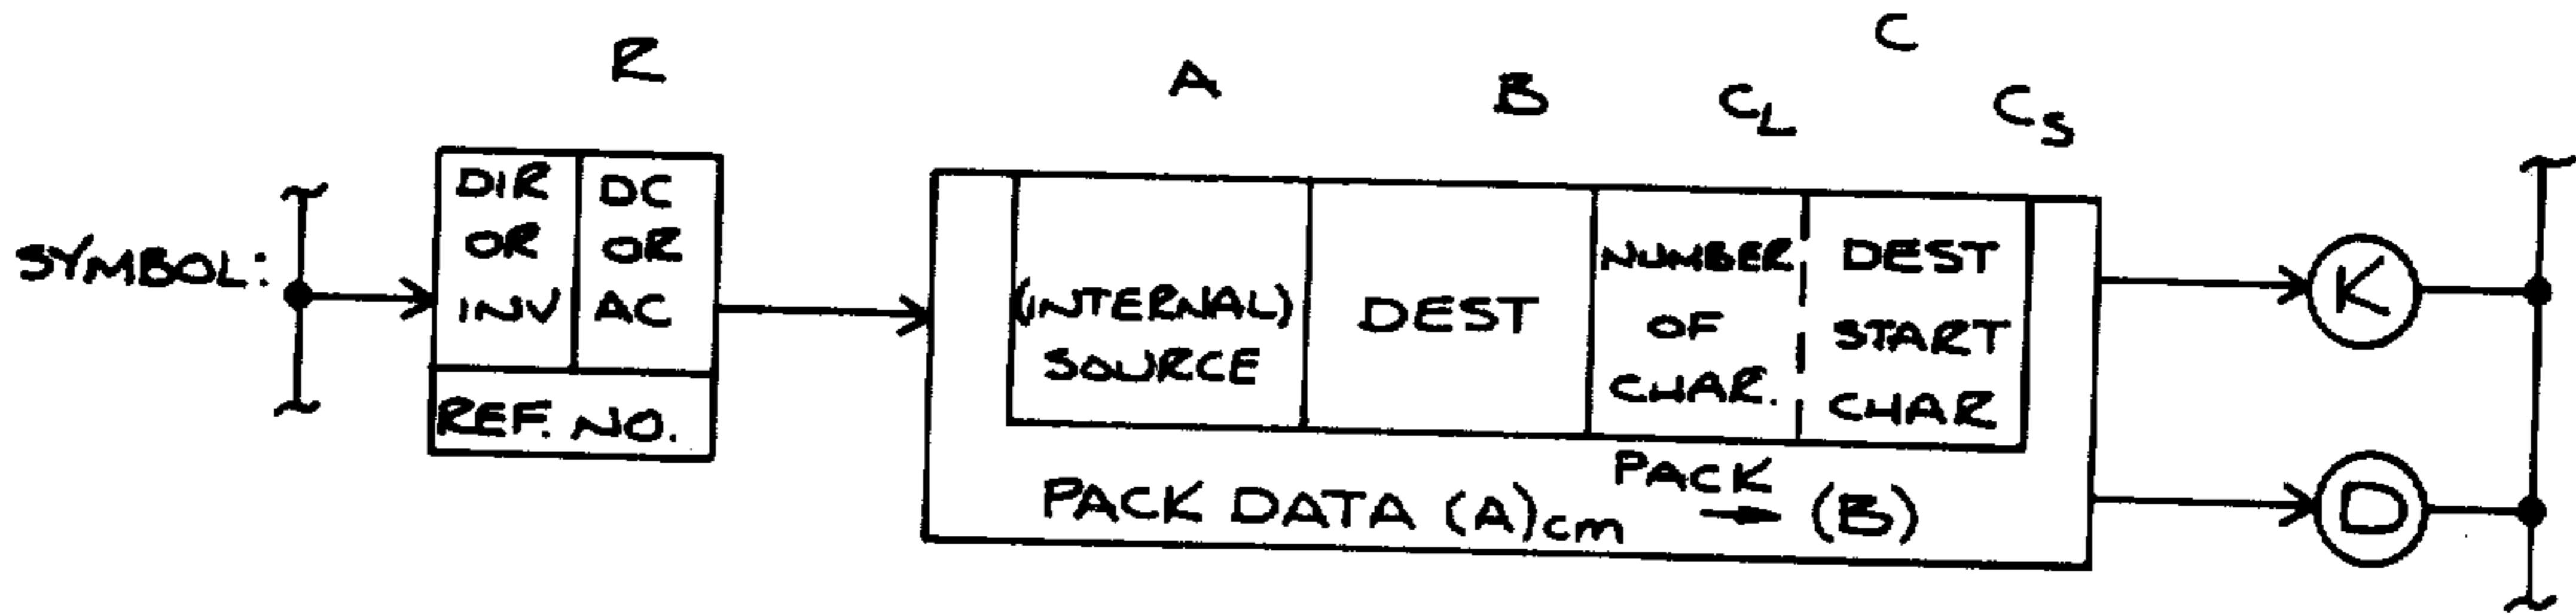 R
A
B
C
CL
CS
SYMBOL:
DIR
OR
INV
DC
OR
AC
REF. NO.
(INTERNAL)
SOURCE
DEST
NUMBER
OF
CHAR.
DEST
START
CHAR
PACK DATA (A)cm PACK → (B)
K
D